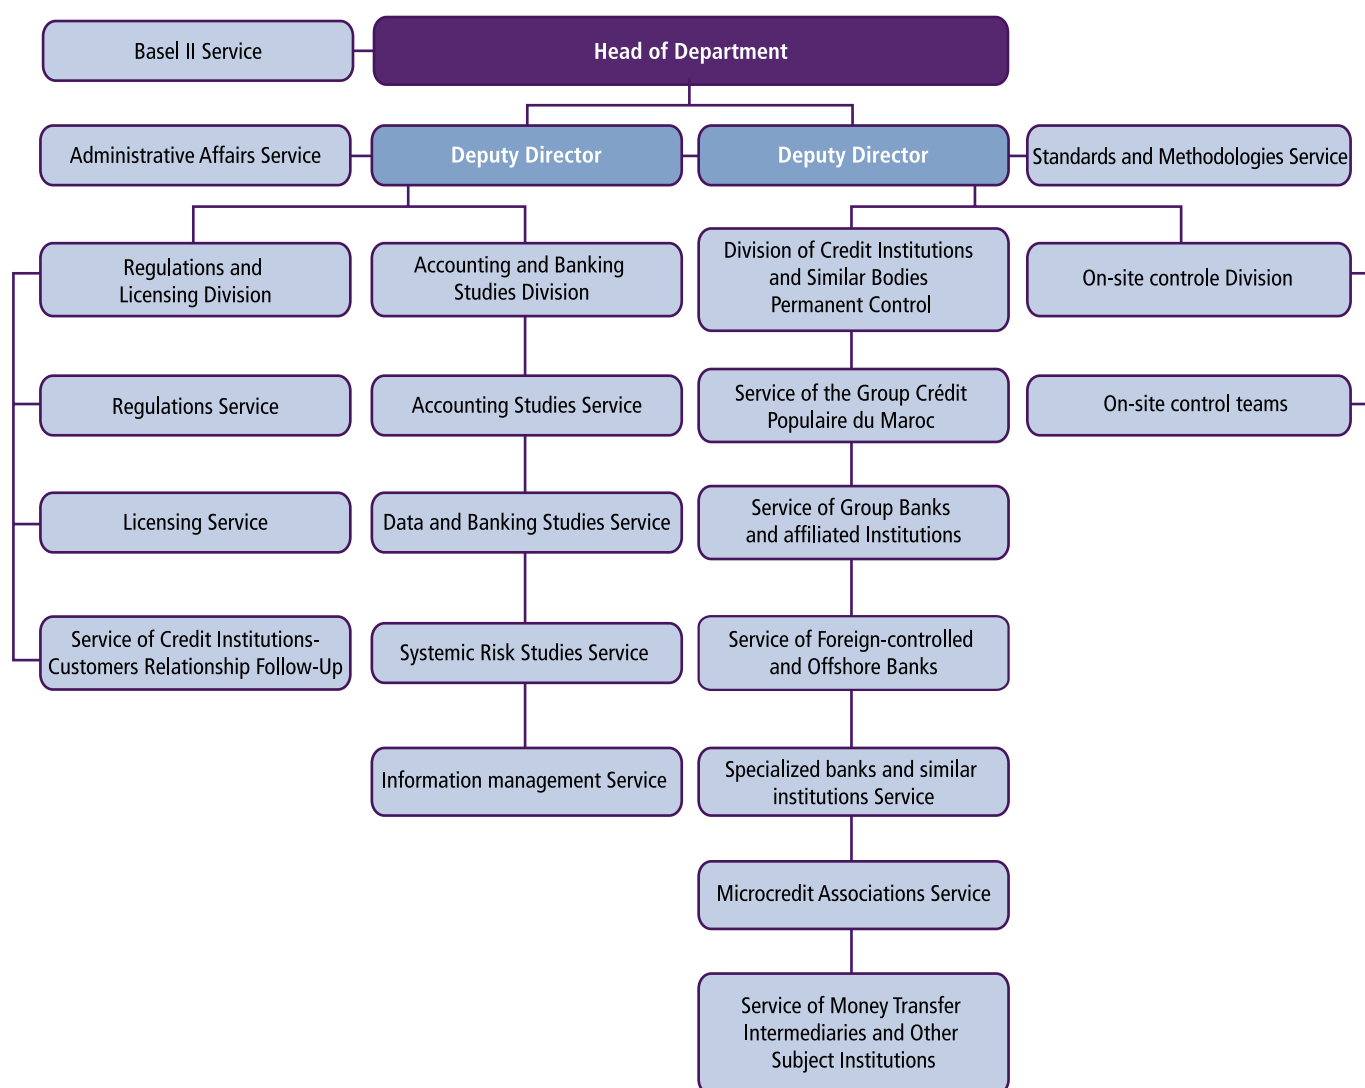 Basel II Service
Head of Department
Administrative Affairs Service
Deputy Director
Deputy Director
Standards and Methodologies Service
Regulations and
Licensing Division
Accounting and Banking
Studies Division
Division of Credit Institutions
and Similar Bodies
Permanent Control
On-site controle Division
Regulations Service
Accounting Studies Service
Service of the Group Crédit
Populaire du Maroc
On-site control teams
Licensing Service
Data and Banking Studies Service
Service of Group Banks
and affiliated Institutions
Service of Credit Institutions-
Customers Relationship Follow-Up
Systemic Risk Studies Service
Service of Foreign-controlled
and Offshore Banks
Information management Service
Specialized banks and similar
institutions Service
Microcredit Associations Service
Service of Money Transfer
Intermediaries and Other
Subject Institutions